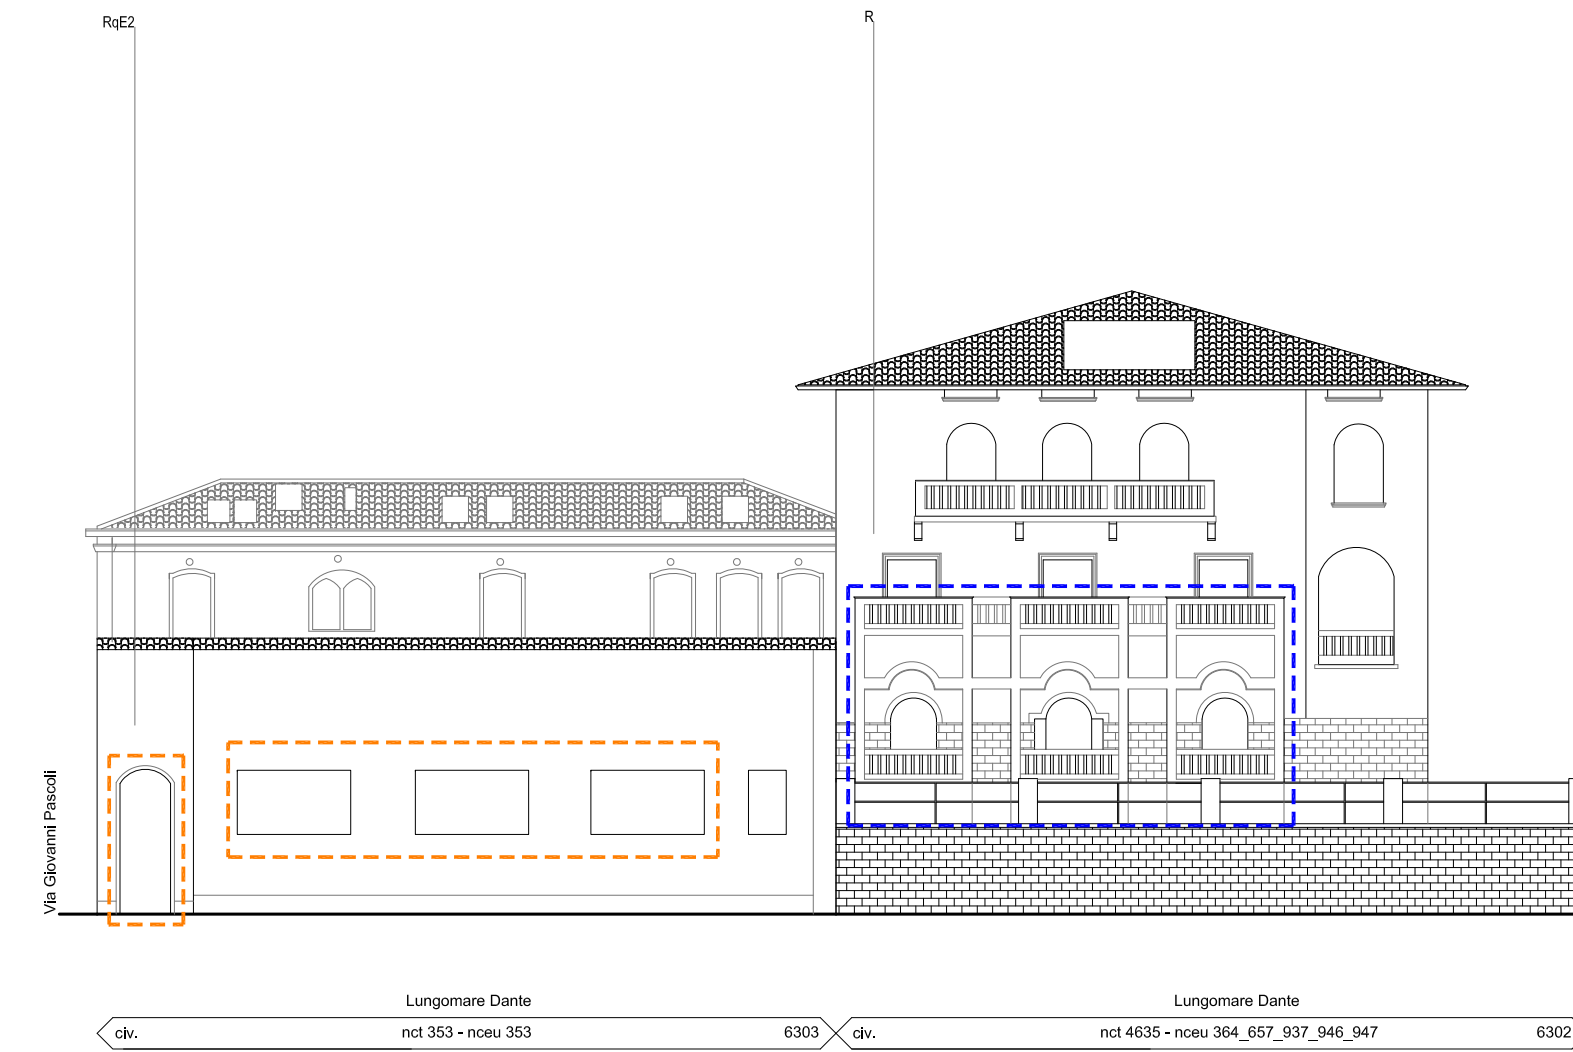 RqE2
R
Via Giovanni Pascoli
Lungomare Dante
Lungomare Dante
civ. nct 353 - nceu 353 6303
civ. nct 4635 - nceu 364_657_937_946_947 6302